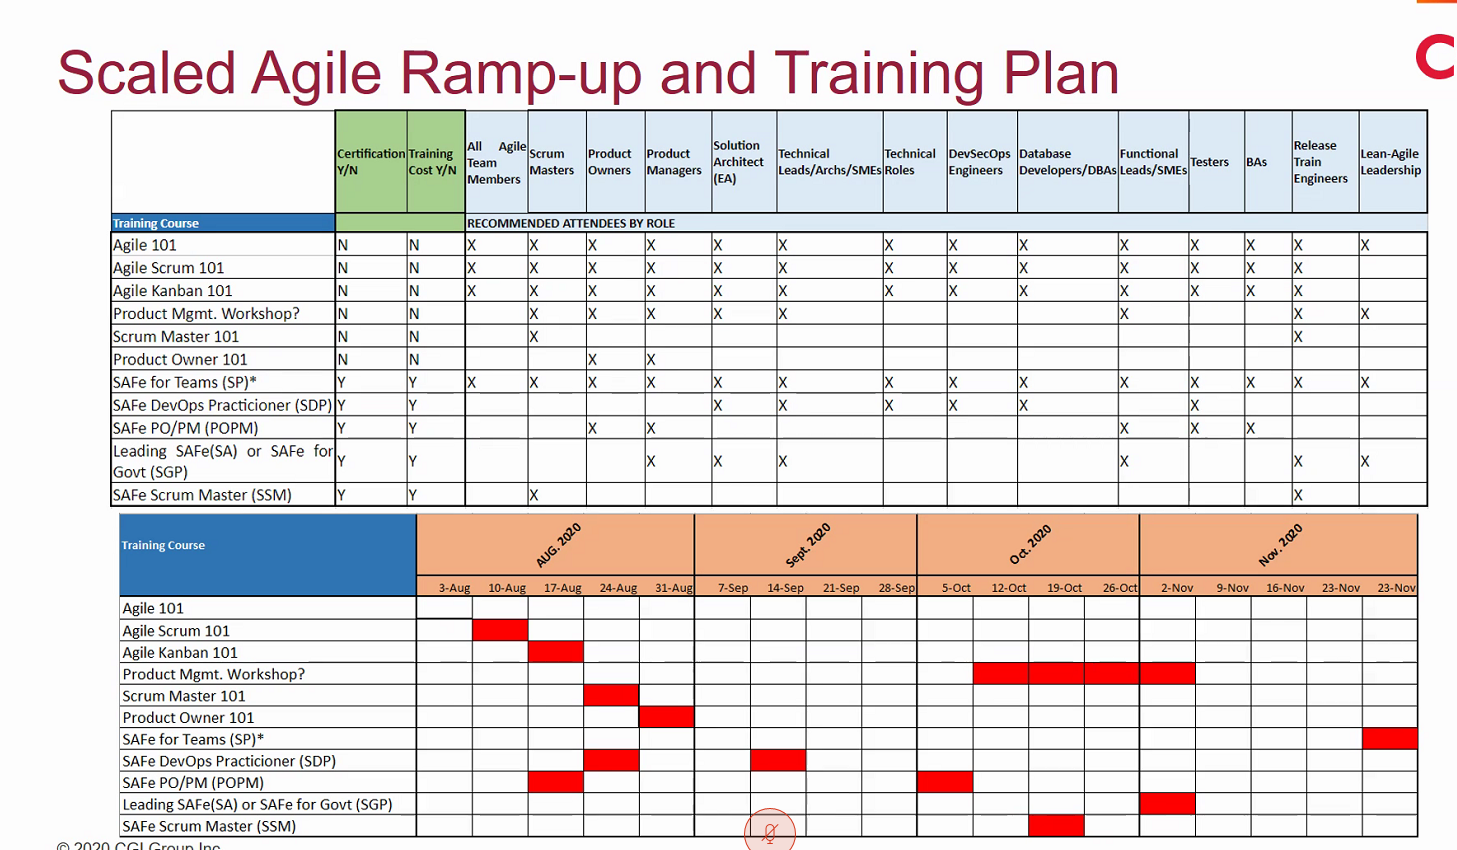 Scaled Agile Ramp-up and Training Plan
Certification Y/N Training Cost Y/N All Agile Team Members Scrum Masters Product Owners Product Managers Solution Architect (EA) Technical Leads/Archs/SMEs Technical Roles DevSecOps Engineers Database Developers/DBAs Functional Leads/SMEs Testers BAs Release Train Engineers Lean-Agile Leadership
Training Course RECOMMENDED ATTENDEES BY ROLE
Agile 101 N N X X X X X X X X X X X X X X
Agile Scrum 101 N N X X X X X X X X X X X X X
Agile Kanban 101 N N X X X X X X X X X X X X X
Product Mgmt. Workshop? N N X X X X X X X X
Scrum Master 101 N N X X
Product Owner 101 N N X X
SAFe for Teams (SP)* Y Y X X X X X X X X X X X X X X
SAFe DevOps Practicioner (SDP) Y Y X X X X X X
SAFe PO/PM (POPM) Y Y X X X X X
Leading SAFe(SA) or SAFe for
Govt (SGP) Y Y X X X X X X
SAFe Scrum Master (SSM) Y Y X X
Training Course AUG. 2020 Sept. 2020 Oct. 2020 Nov. 2020
3-Aug 10-Aug 17-Aug 24-Aug 31-Aug 7-Sep 14-Sep 21-Sep 28-Sep 5-Oct 12-Oct 19-Oct 26-Oct 2-Nov 9-Nov 16-Nov 23-Nov 23-Nov
Agile 101
Agile Scrum 101
Agile Kanban 101
Product Mgmt. Workshop?
Scrum Master 101
Product Owner 101
SAFe for Teams (SP)*
SAFe DevOps Practicioner (SDP)
SAFe PO/PM (POPM)
Leading SAFe(SA) or SAFe for Govt (SGP)
SAFe Scrum Master (SSM)
© 2020 CGI Group Inc